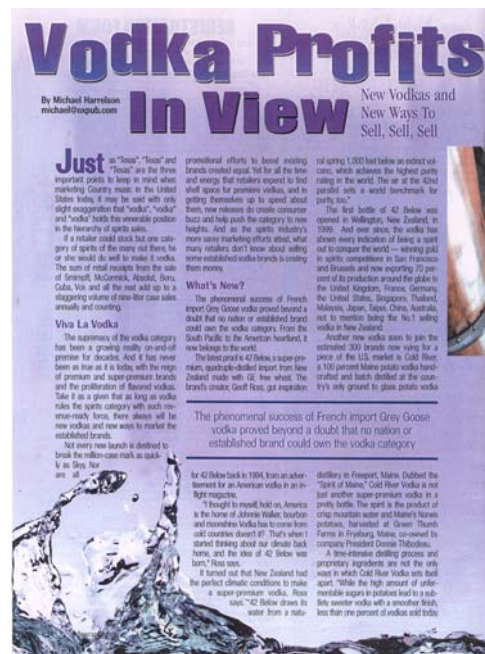 Vodka Profits
In View
By Michael Harrelson
michael@expub.com
New Vodkas and
New Ways To
Sell, Sell, Sell
Just as "Texas", "Texas" and
"Texas" are the three
important points to keep in mind when
marketing Country music in the United
States today, it may be said with only
slight exaggeration that "vodka", "vodka"
and "vodka" holds this venerable position
in the hierarchy of spirits sales.
If a retailer could stock but one cate-
gory of spirits of the many out there, he
or she would do well to make it vodka.
The sum of retail receipts from the sale
of Smirnoff, McCormick, Absolut, Boru,
Cuba, Vox and all the rest add up to a
staggering volume of nine-liter case sales
annually and counting.
Viva La Vodka
The supremacy of the vodka category
has been a growing reality on-and-off
premise for decades. And it has never
been as true as it is today, with the reign
of premium and super-premium brands
and the proliferation of flavored vodkas.
Take it as a given that as long as vodka
rules the spirits category with such rev-
enue-ready force, there always will be
new vodkas and new ways to market the
established brands.
Not every new launch is destined to
break the million-case mark as quick-
ly as Skyy. Nor
are all
promotional efforts to boost existing
brands created equal. Yet for all the time
and energy that retailers expend to find
shelf space for premiere vodkas, and in
getting themselves up to speed about
them, new releases do create consumer
buzz and help push the category to new
heights. And as the spirits industry's
more savvy marketing efforts attest, what
many retailers don't know about selling
some established vodka brands is costing
them money.
What's New?
The phenomenal success of French
import Grey Goose vodka proved beyond a
doubt that no nation or established brand
could own the vodka category. From the
South Pacific to the American heartland, it
now belongs to the world.
The latest proof is 42 Below, a super-pre-
mium, quadruple-distilled import from New
Zealand made with GE free wheat. The
brand's creator, Geoff Ross, got inspiration
ral spring 1,000 feet below an extinct vol-
cano, which achieves the highest purity
rating in the world. The air at the 42nd
parallel sets a world benchmark for
purity, too."
The first bottle of 42 Below was
opened in Wellington, New Zealand, in
1999. And ever since, the vodka has
shown every indication of being a spirit
out to conquer the world — winning gold
in spirits competitions in San Francisco
and Brussels and now exporting 70 per-
cent of its production around the globe to
the United Kingdom, France, Germany,
the United States, Singapore, Thailand,
Malaysia, Japan, Taipei, China, Australia,
not to mention being the No.1 selling
vodka in New Zealand.
Another new vodka soon to join the
estimated 300 brands now vying for a
piece of the U.S. market is Cold River,
a 100 percent Maine potato vodka hand-
crafted and batch distilled at the coun-
try's only ground to glass potato vodka
The phenomenal success of French import Grey Goose
vodka proved beyond a doubt that no nation or
established brand could own the vodka category
for 42 Below back in 1994, from an adver-
tisement for an American vodka in an in-
flight magazine.
"I thought to myself, hold on, America
is the home of Johnnie Walker, bourbon
and moonshine. Vodka has to come from
cold countries doesn't it? That's when I
started thinking about our climate back
home, and the idea of 42 Below was
born," Ross says.
It turned out that New Zealand had
the perfect climatic conditions to make
a super-premium vodka, Ross
says. "42 Below draws its
water from a natu-
distillery in Freeport, Maine. Dubbed the
"Spirit of Maine," Cold River Vodka is not
just another super-premium vodka in a
pretty bottle. The spirit is the product of
crisp mountain water and Maine's Norwis
potatoes, harvested at Green Thumb
Farms in Fryeburg, Maine, co-owned by
company President Donnie Thibodeau.
A time-intensive distilling process and
proprietary ingredients are not the only
ways in which Cold River Vodka sets itself
apart. "While the high amount of unfer-
mentable sugars in potatoes lead to a sub-
tley sweeter vodka with a smoother finish,
less than one percent of vodkas sold today